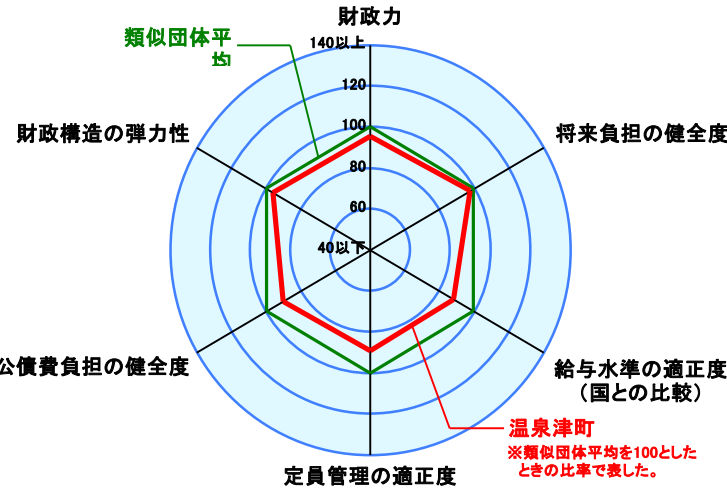 財政力
類似団体平
均
140以上
120
100
80
60
40以下
財政構造の弾力性
将来負担の健全度
公債費負担の健全度
給与水準の適正度
(国との比較)
温泉津町
※類似団体平均を100とした
ときの比率で表した。
定員管理の適正度